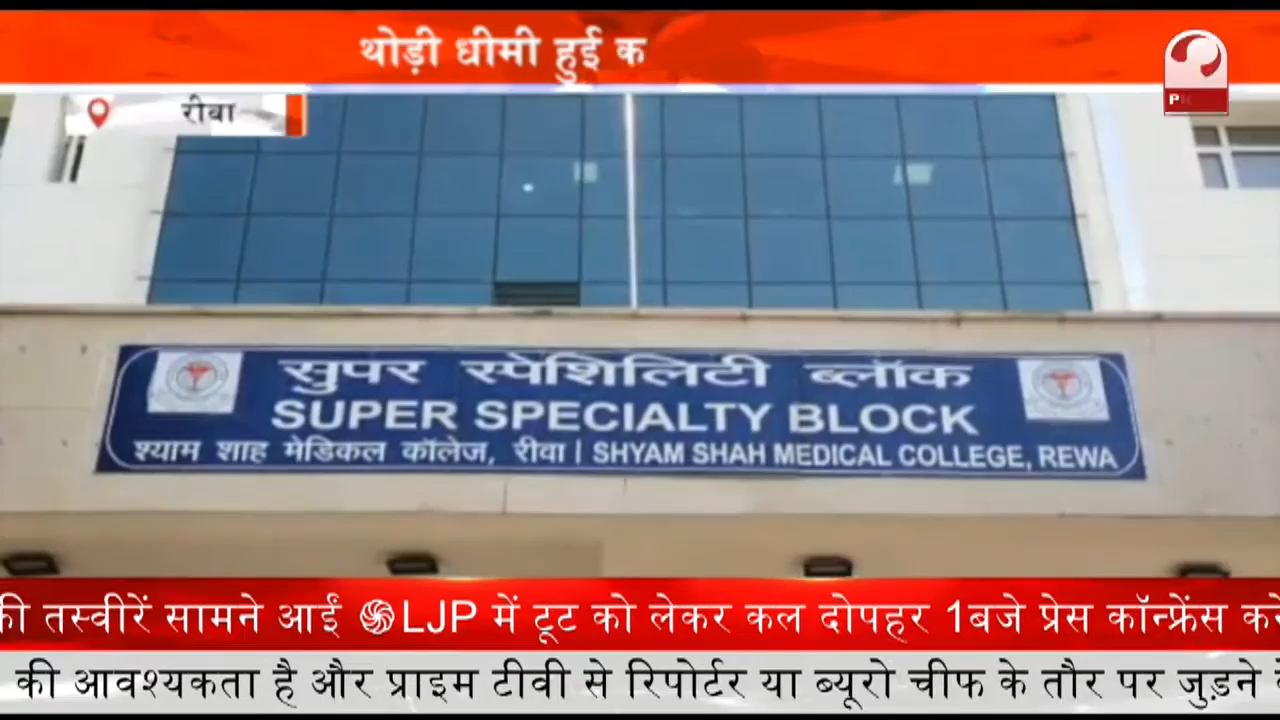 थोड़ी धीमी हुई क
रीवा
सुपर स्पेशिलिटी ब्लॉक
SUPER SPECIALTY BLOCK
श्याम शाह मेडिकल कॉलेज, रीवा | SHYAM SHAH MEDICAL COLLEGE, REWA
की तस्वीरें सामने आईं LJP में टूट को लेकर कल दोपहर 1बजे प्रेस कॉन्फ्रेंस
की आवश्यकता है और प्राइम टीवी से रिपोर्टर या ब्यूरो चीफ के तौर पर जुड़ने